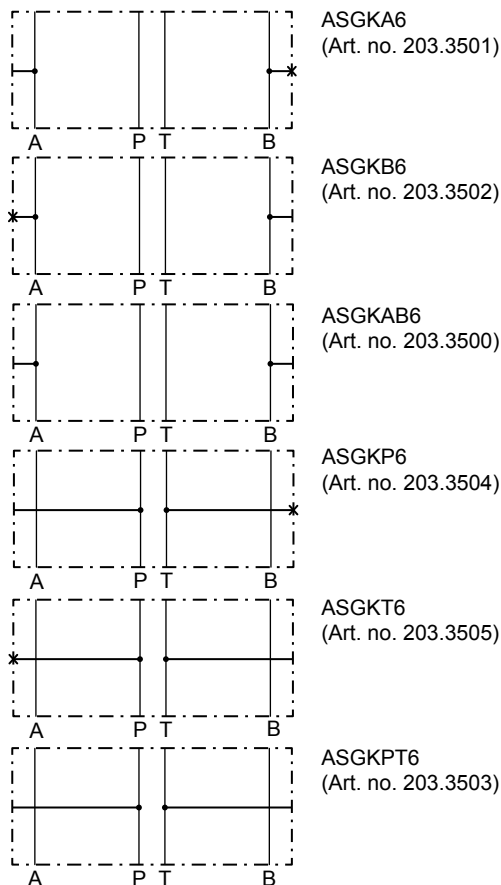 ASGKA6
(Art. no. 203.3501)
A P T B
ASGKB6
(Art. no. 203.3502)
A P T B
ASGKAB6
(Art. no. 203.3500)
A P T B
ASGKP6
(Art. no. 203.3504)
A P T B
ASGKT6
(Art. no. 203.3505)
A P T B
ASGKPT6
(Art. no. 203.3503)
A P T B